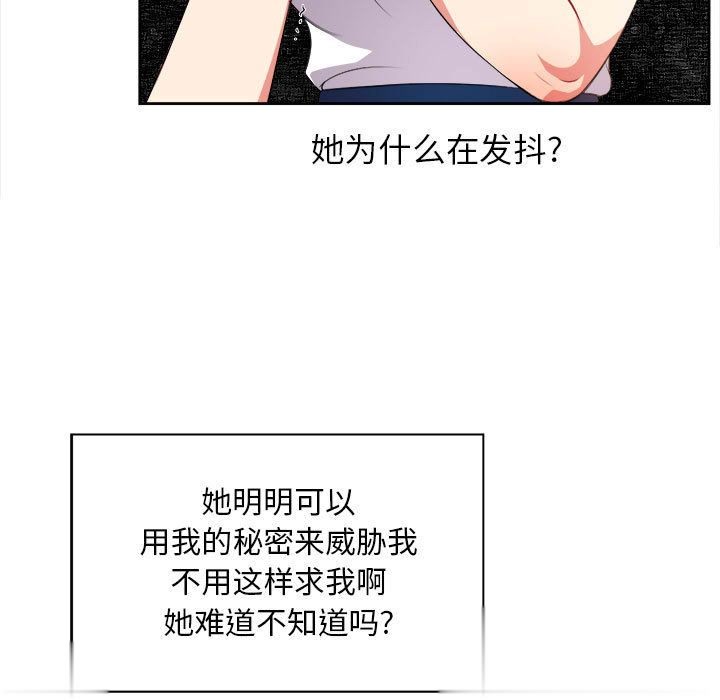 她为什么在发抖?
她明明可以
用我的秘密来威胁我
不用这样求我啊
她难道不知道吗?